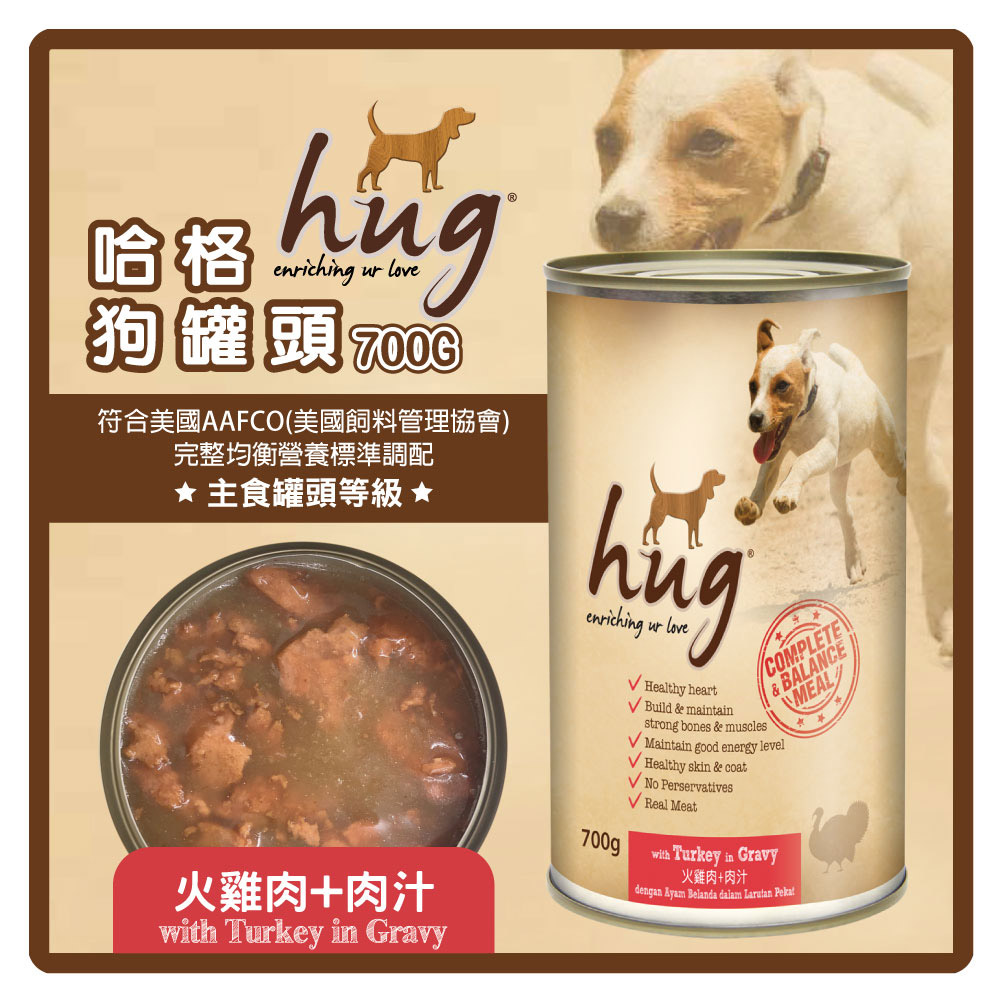 hug®
enriching ur love
哈格
狗罐頭 700G
符合美國AAFCO(美國飼料管理協會)
完整均衡營養標準調配
★ 主食罐頭等級 ★
火雞肉+肉汁
with Turkey in Gravy
hug®
enriching ur love
COMPLETE
& BALANCE
MEAL
✓ Healthy heart
✓ Build & maintain
strong bones & muscles
✓ Maintain good energy level
✓ Healthy skin & coat
✓ No Perservatives
✓ Real Meat
700g
with Turkey in Gravy
火雞肉+肉汁
dengan Ayam Belanda dalam Larutan Pekat